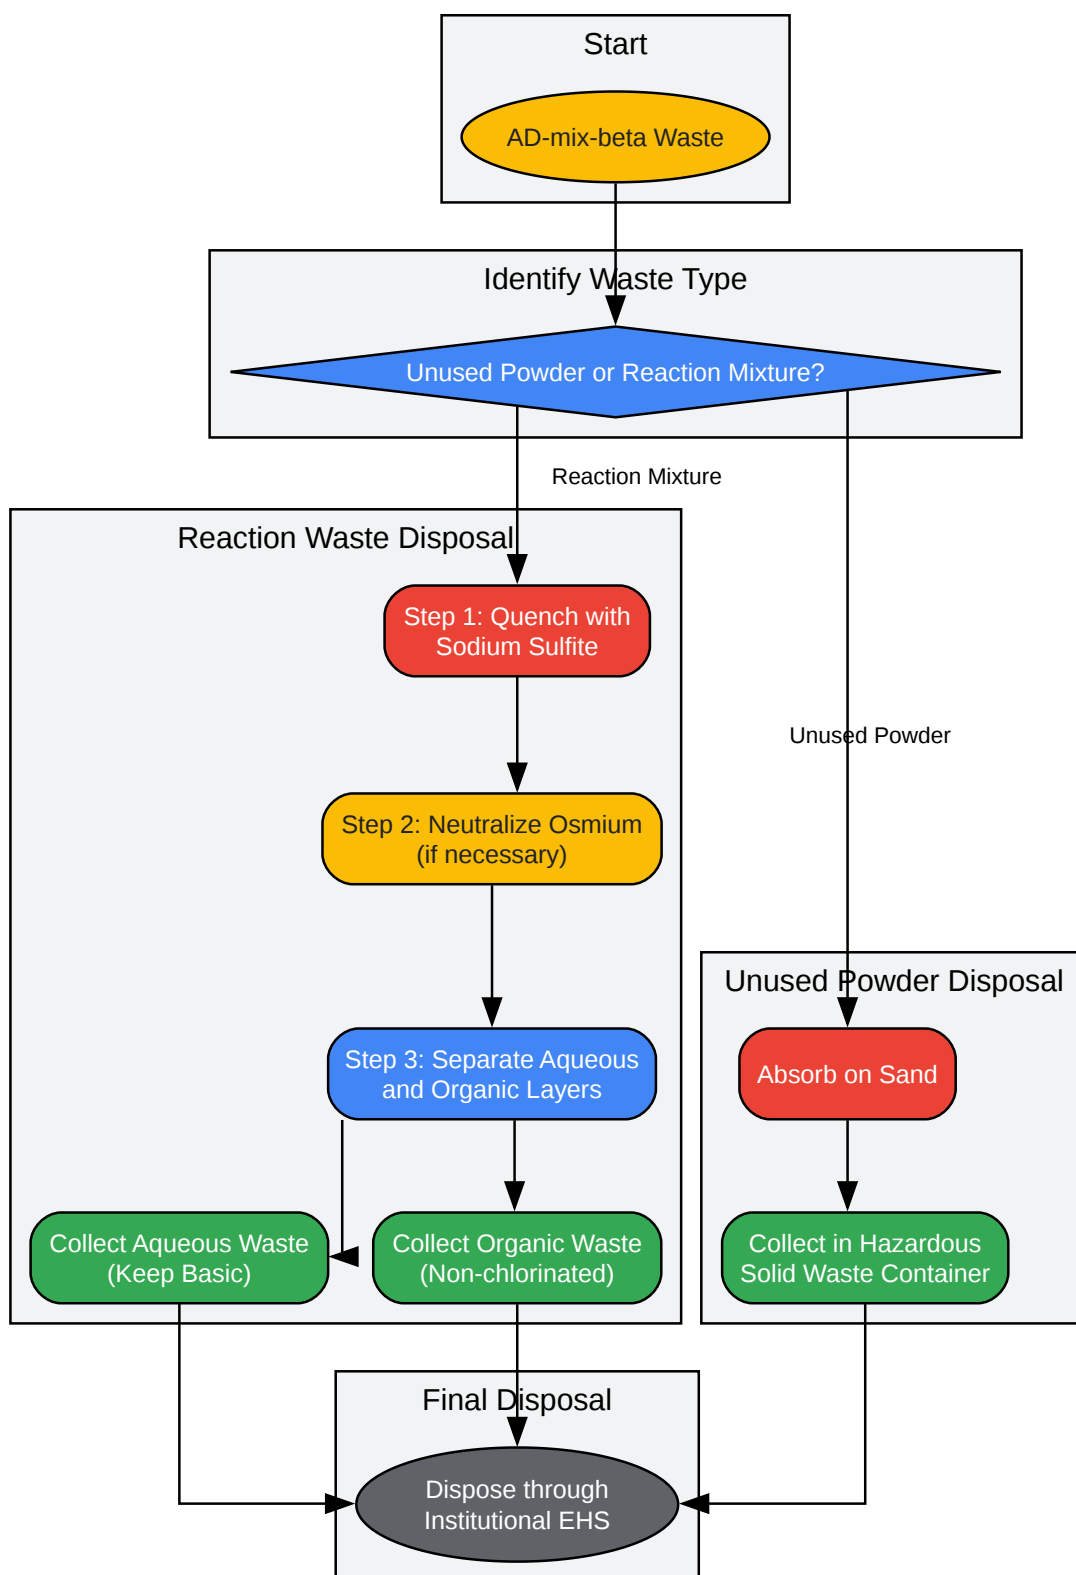 Start
AD-mix-beta Waste
Identify Waste Type
Unused Powder or Reaction Mixture?
Reaction Mixture
Reaction Waste Disposal
Step 1: Quench with
Sodium Sulfite
Unused Powder
Step 2: Neutralize Osmium
(if necessary)
Unused Powder Disposal
Step 3: Separate Aqueous
and Organic Layers
Absorb on Sand
Collect Aqueous Waste
(Keep Basic)
Collect Organic Waste
(Non-chlorinated)
Collect in Hazardous
Solid Waste Container
Final Disposal
Dispose through
Institutional EHS